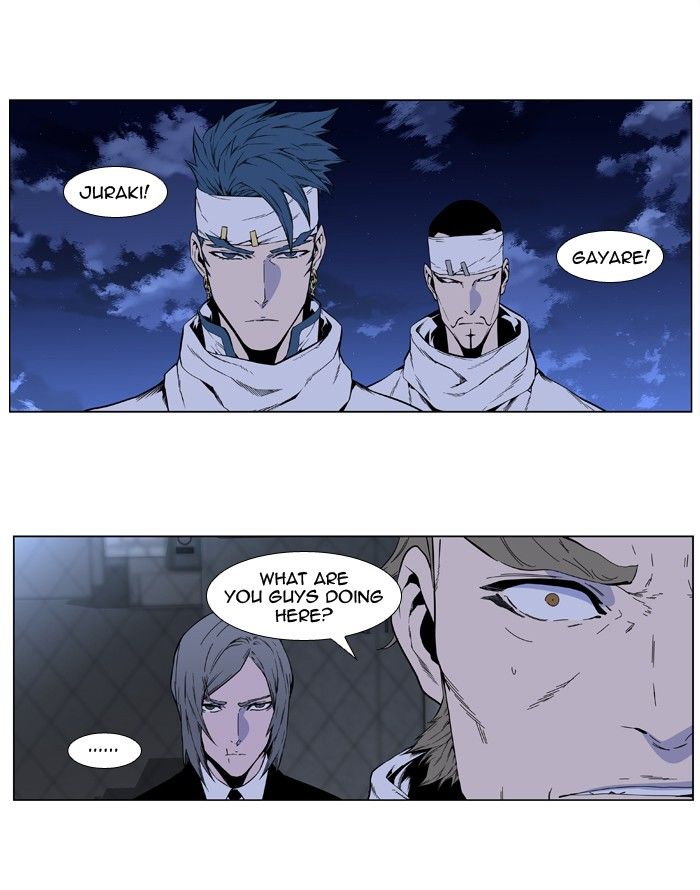 JURAKI!
GAYARE!
WHAT ARE
YOU GUYS DOING
HERE?
......